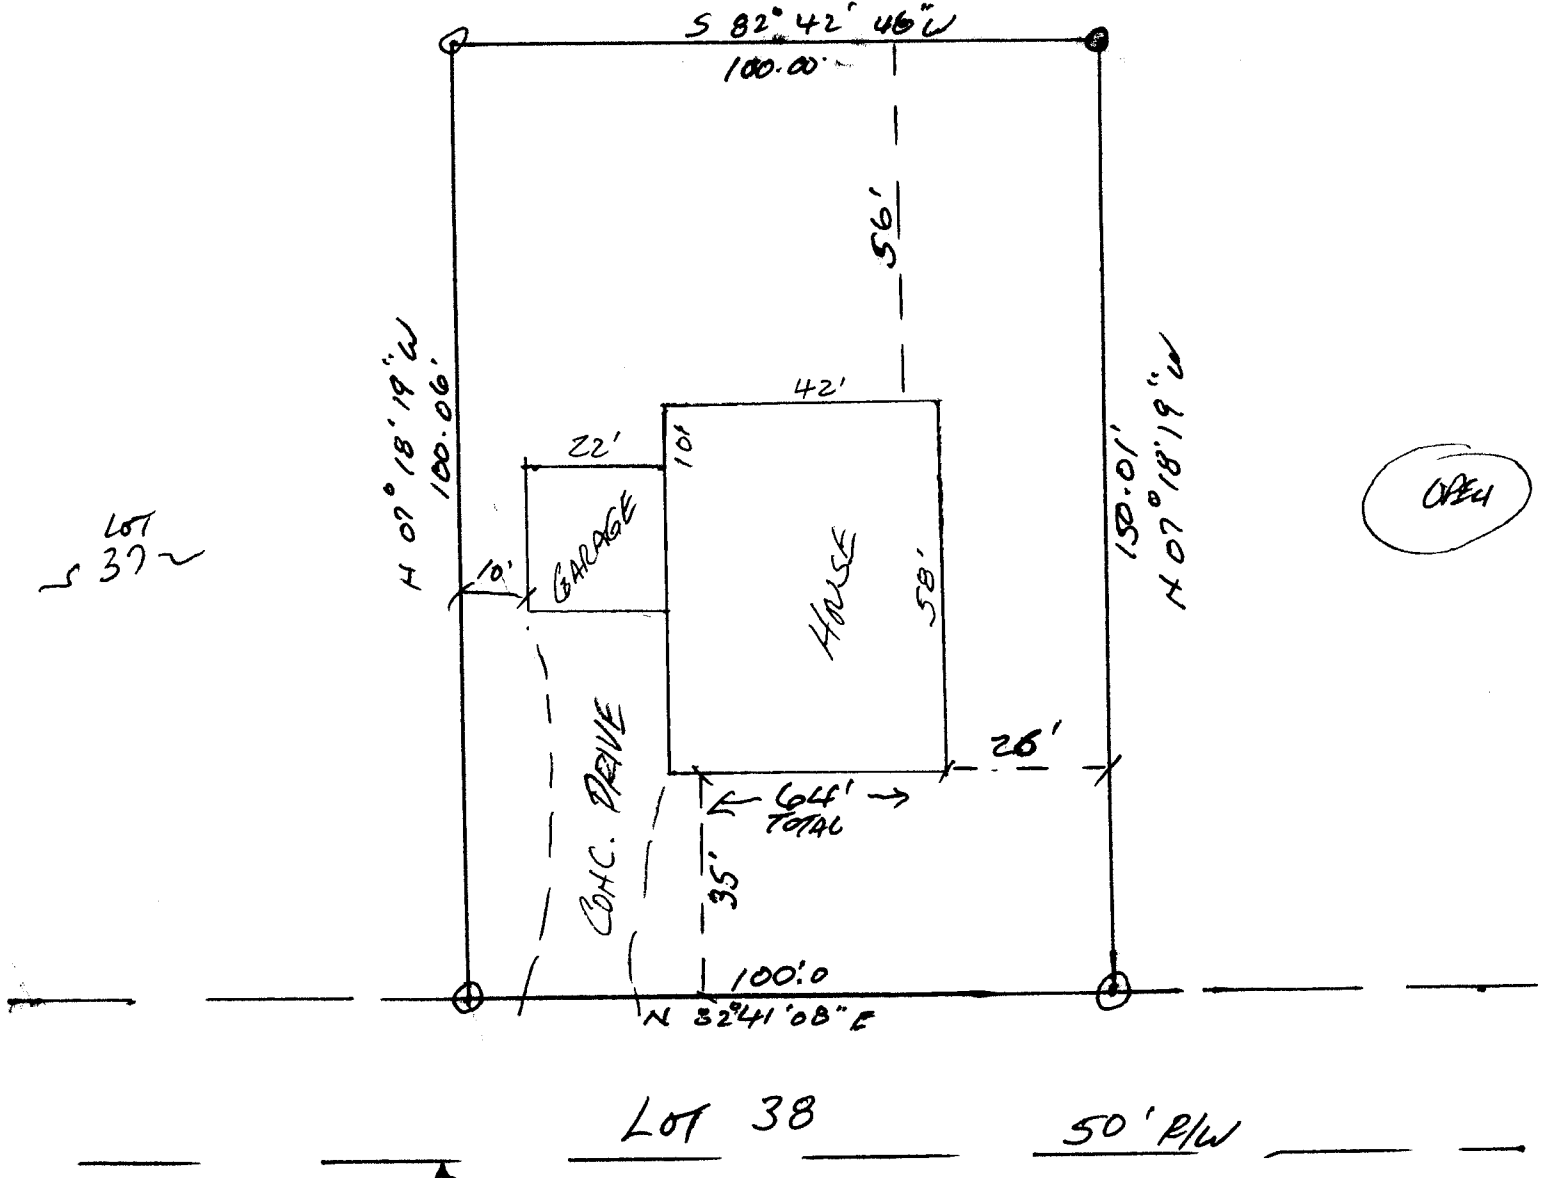 S 82° 42' 46" W
100.00'
56'
N 07° 18' 19" W
100.06'
42'
22'
10'
LOT
37
10'
GARAGE
HOUSE
58'
150.01'
N 07° 18' 19" W
OPEN
CONC. DRIVE
26'
64'
TOTAL
35'
100'.0
N 82°41'08" E
LOT 38
50' R/W